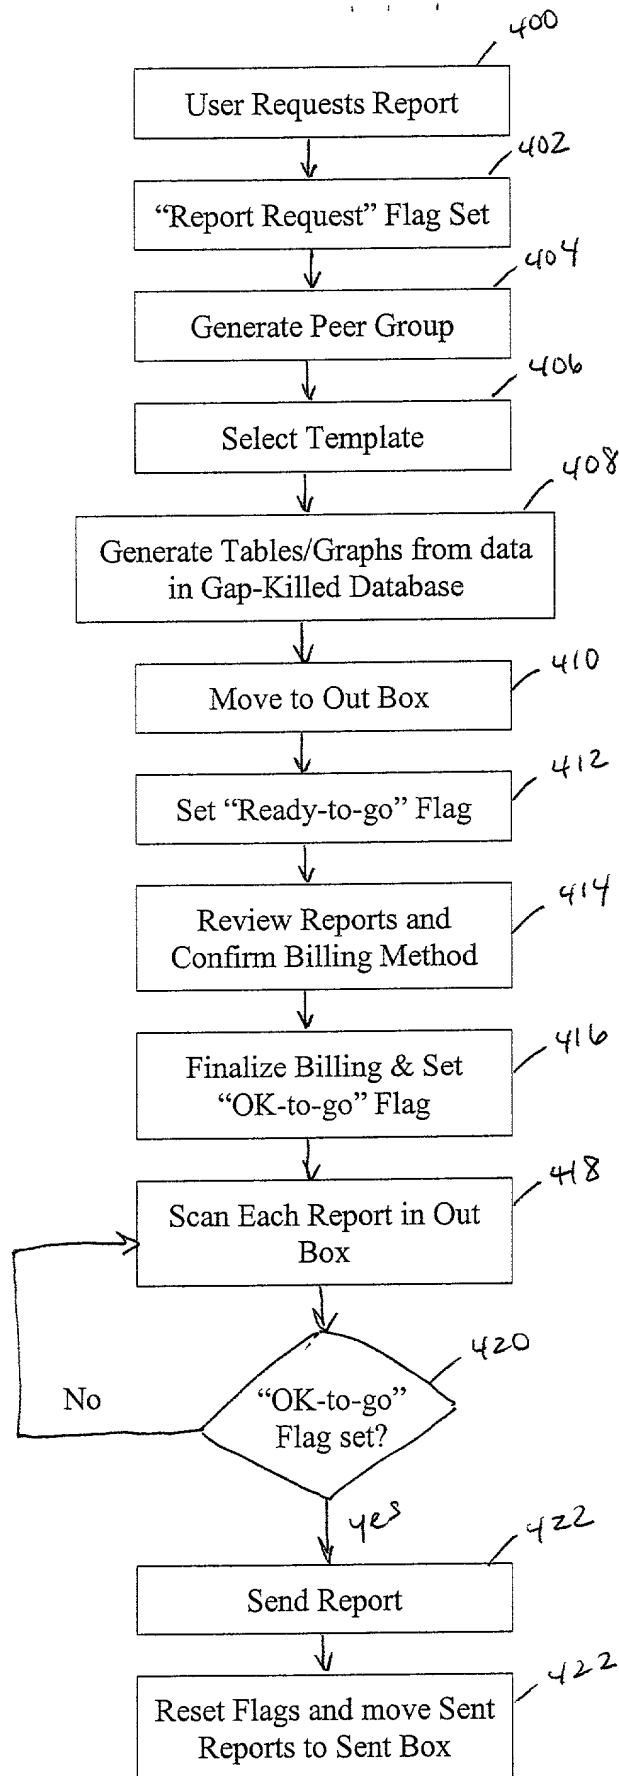 400
User Requests Report
402
“Report Request” Flag Set
404
Generate Peer Group
406
Select Template
408
Generate Tables/Graphs from data
in Gap-Killed Database
410
Move to Out Box
412
Set “Ready-to-go” Flag
414
Review Reports and
Confirm Billing Method
416
Finalize Billing & Set
“OK-to-go” Flag
418
Scan Each Report in Out
Box
420
“OK-to-go”
Flag set?
No
yes
422
Send Report
422
Reset Flags and move Sent
Reports to Sent Box